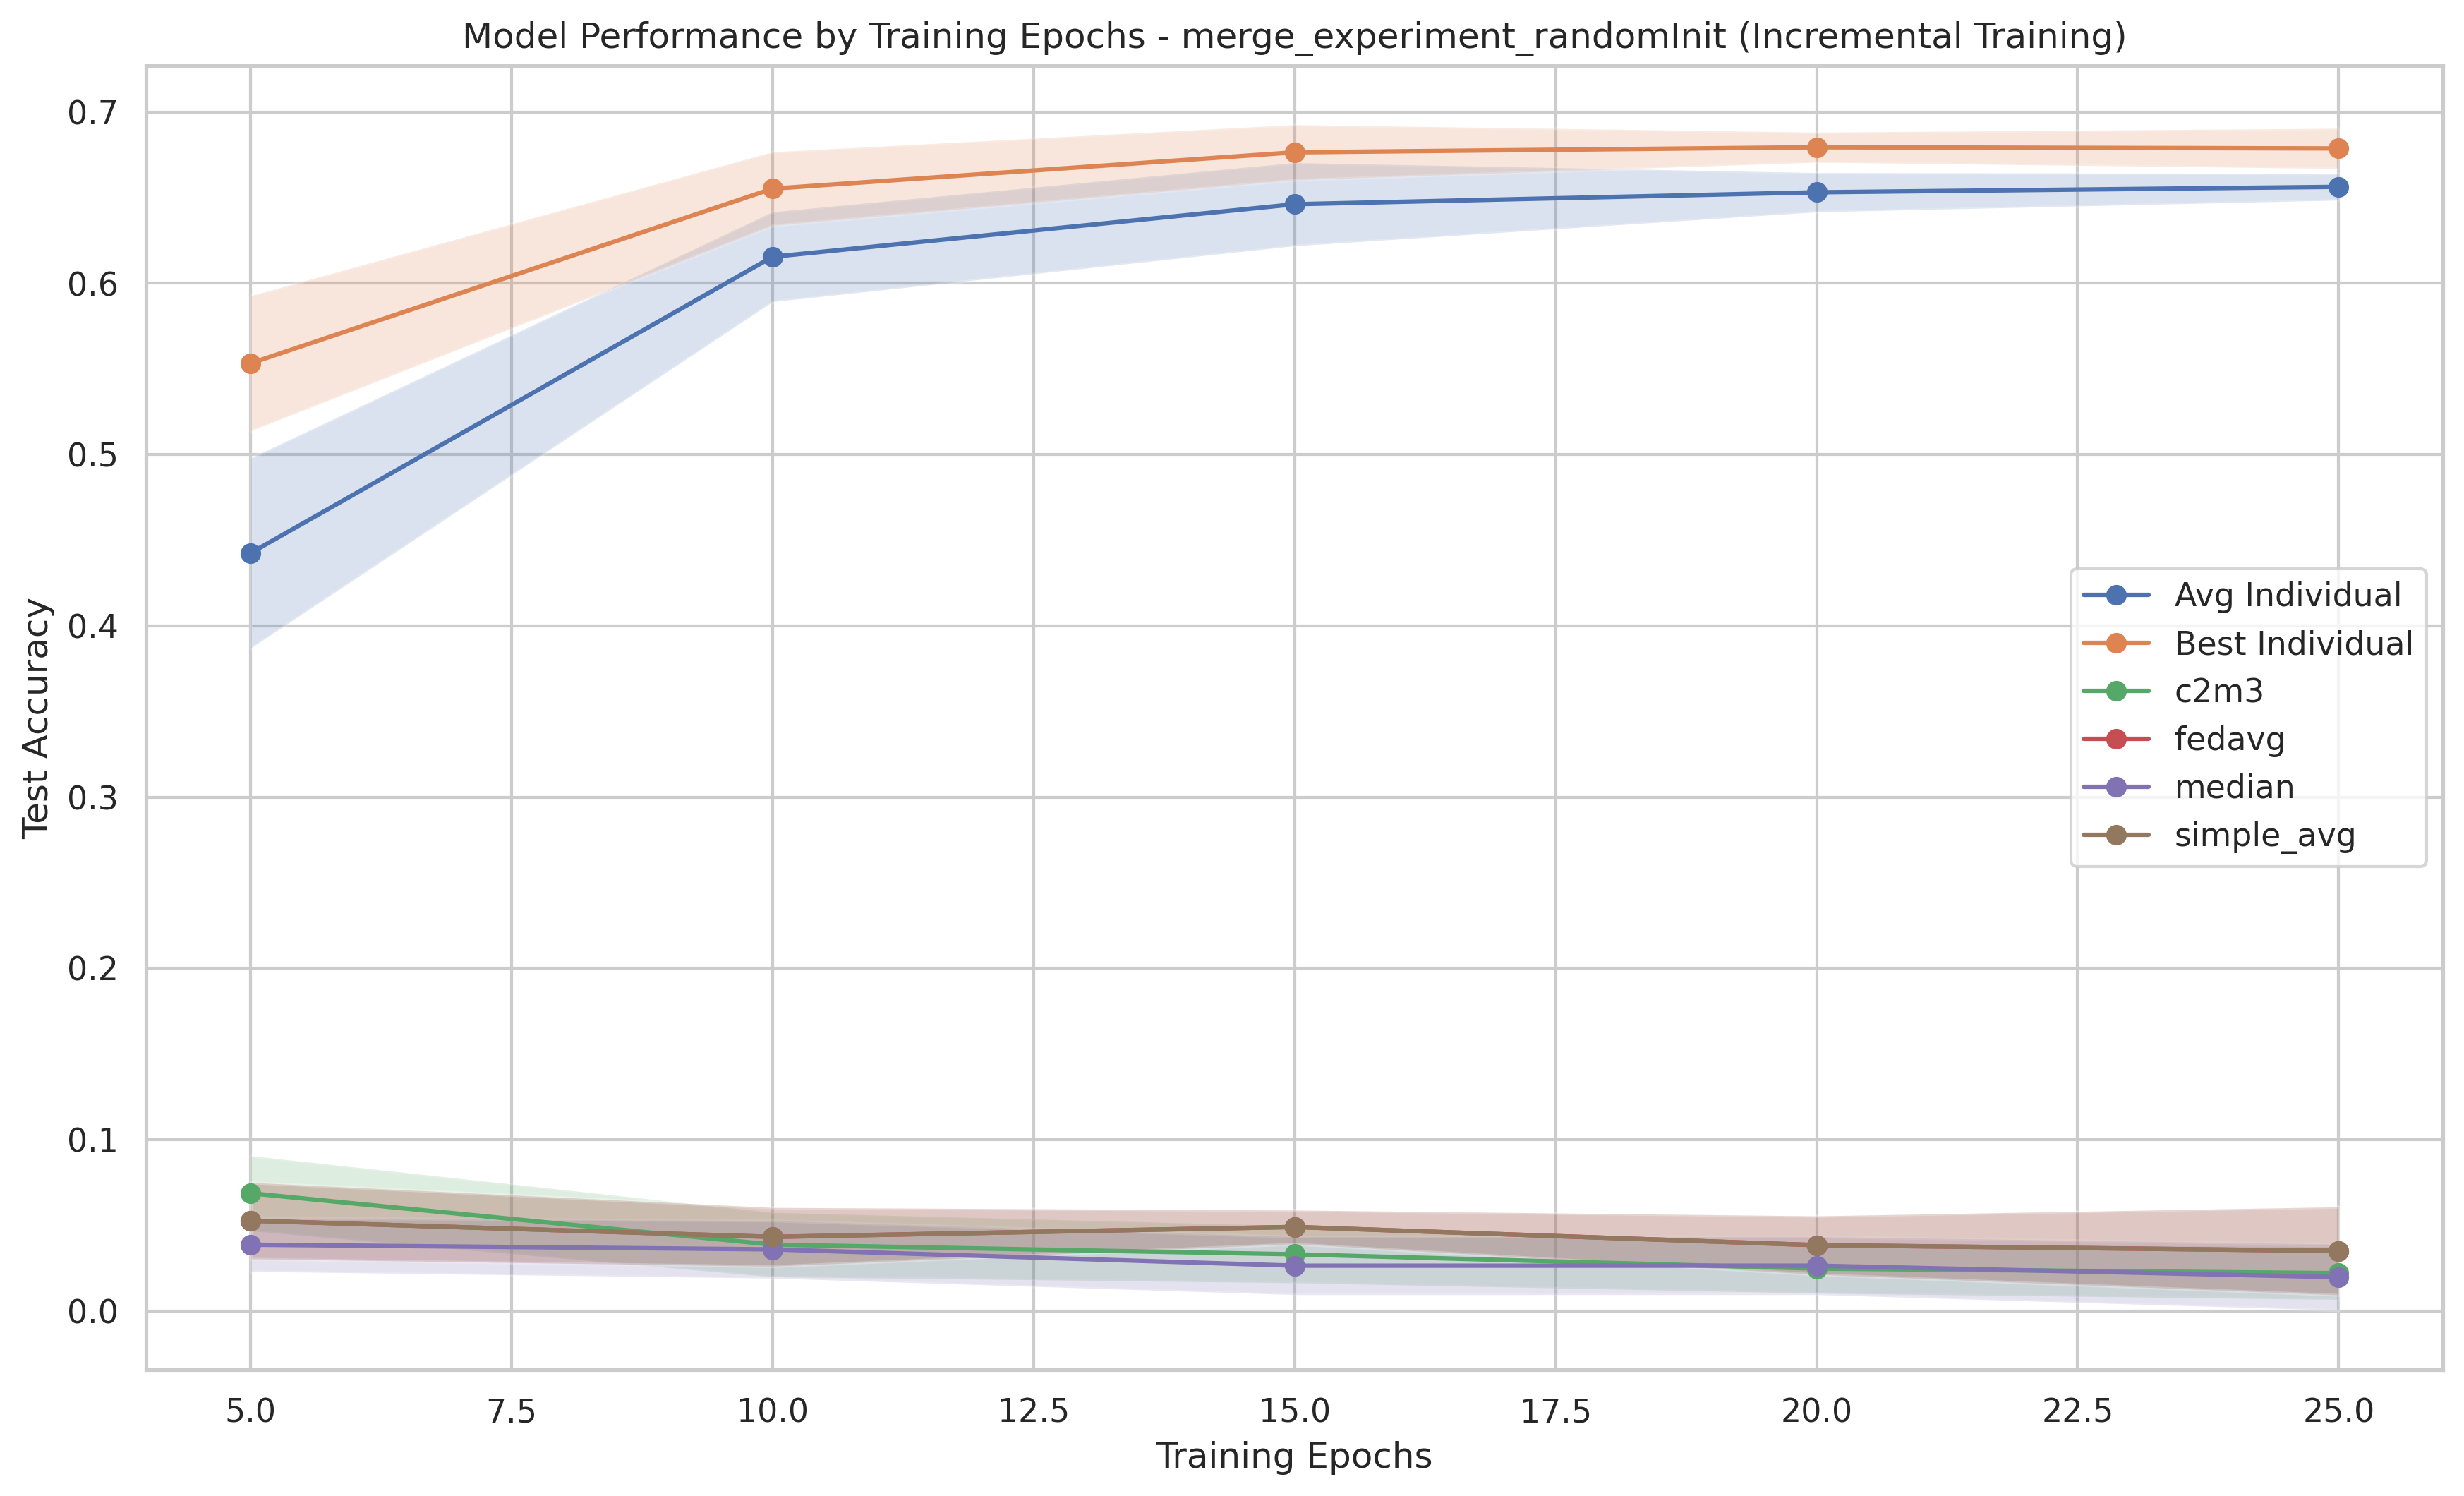 Model Performance by Training Epochs - merge_experiment_randomInit (Incremental Training)
0.7
0.6
0.5
0.4
0.3
0.2
0.1
0.0
Test Accuracy
Avg Individual
Best Individual
c2m3
fedavg
median
simple_avg
5.0 7.5 10.0 12.5 15.0 17.5 20.0 22.5 25.0
Training Epochs